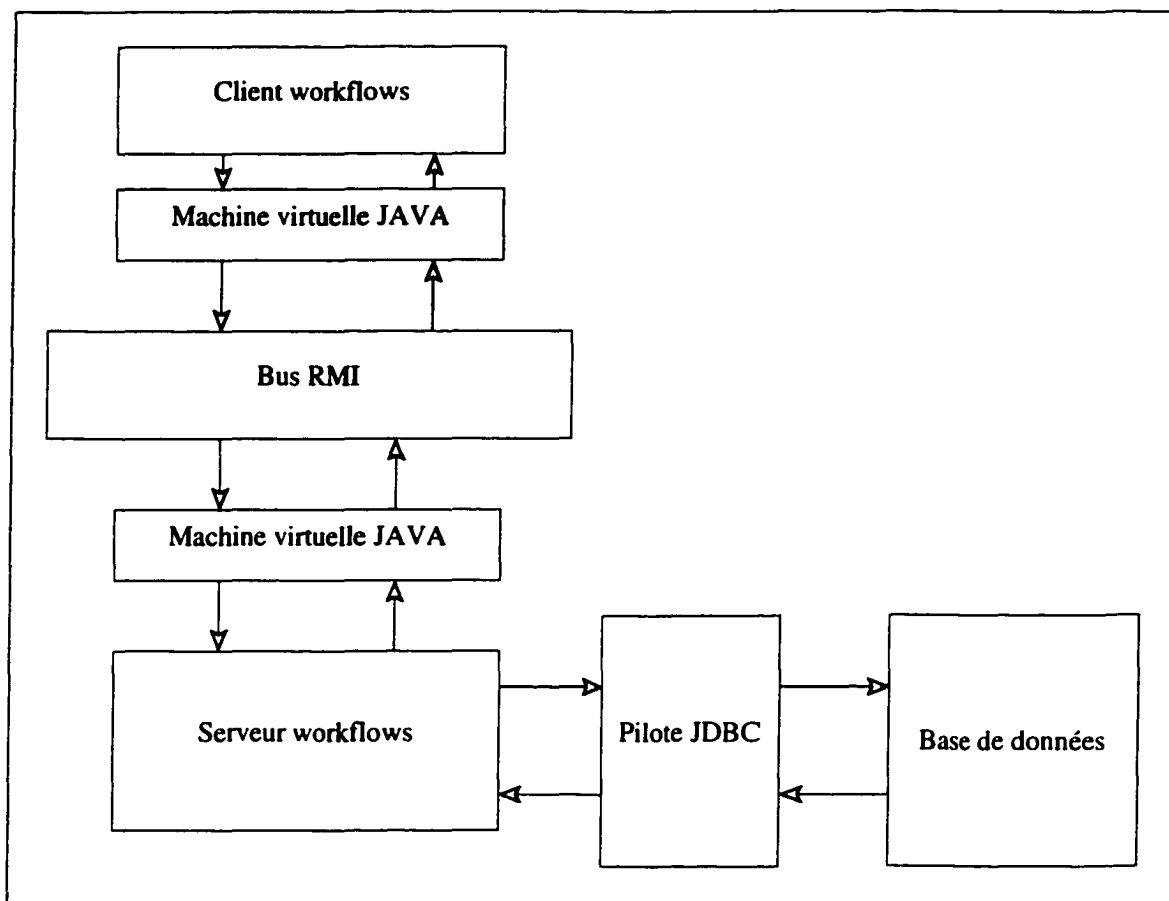 Client workflows
Machine virtuelle JAVA
Bus RMI
Machine virtuelle JAVA
Serveur workflows
Pilote JDBC
Base de données